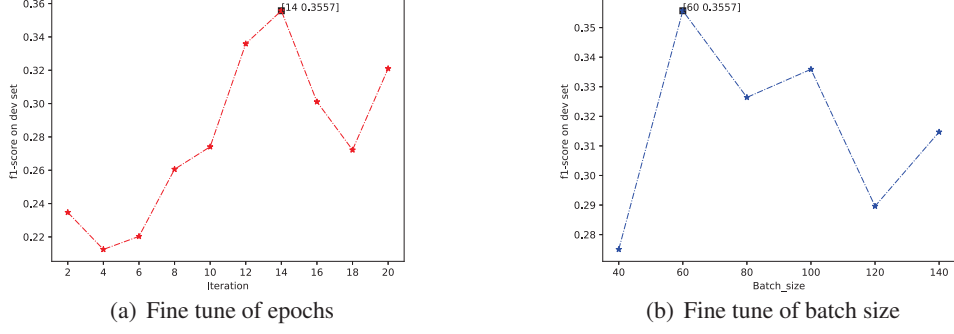 0.36
0.34
0.32
0.30
0.28
0.26
0.24
0.22
f1-score on dev set
[14 0.3557]
2 4 6 8 10 12 14 16 18 20
Iteration
(a) Fine tune of epochs
0.35
0.34
0.33
0.32
0.31
0.30
0.29
0.28
f1-score on dev set
[60 0.3557]
40 60 80 100 120 140
Batch_size
(b) Fine tune of batch size